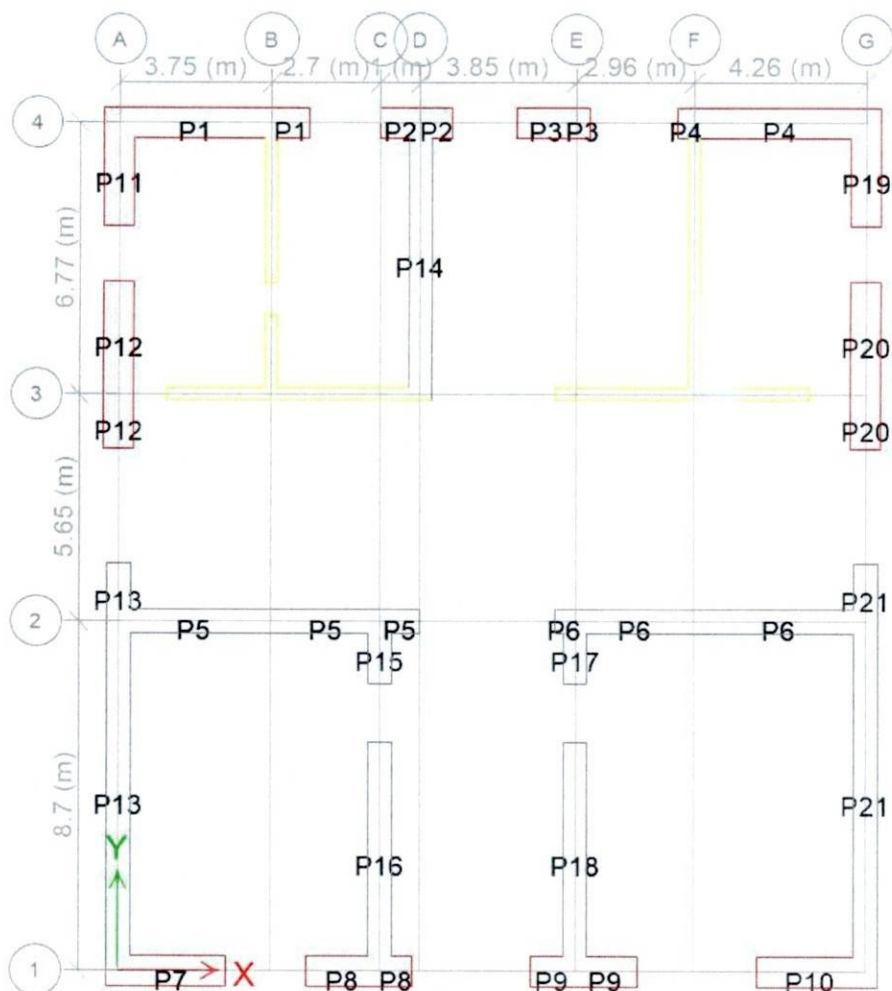 A B C D E F G
3.75 (m) 2.7 (m) 1 (m) 3.85 (m) 2.96 (m) 4.26 (m)
4
P1 P1 P2 P2 P3 P3 P4 P4
P11 P19
6.77 (m)
P14
P12 P20
3
P12 P20
5.65 (m)
P13 P21
2
P5 P5 P5 P6 P6 P6
P15 P17
8.7 (m)
P13 P21
Y
P16 P18
1
P7 X P8 P8 P9 P9 P10